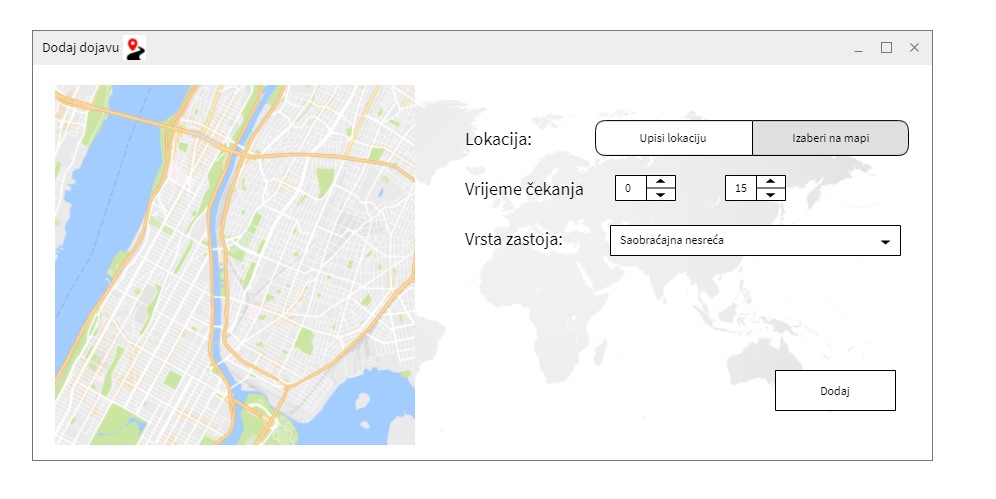 Dodaj dojavu
Lokacija: Upisi lokaciju Izaberi na mapi
Vrijeme čekanja 0 15
Vrsta zastoja: Saobraćajna nesreća
Dodaj